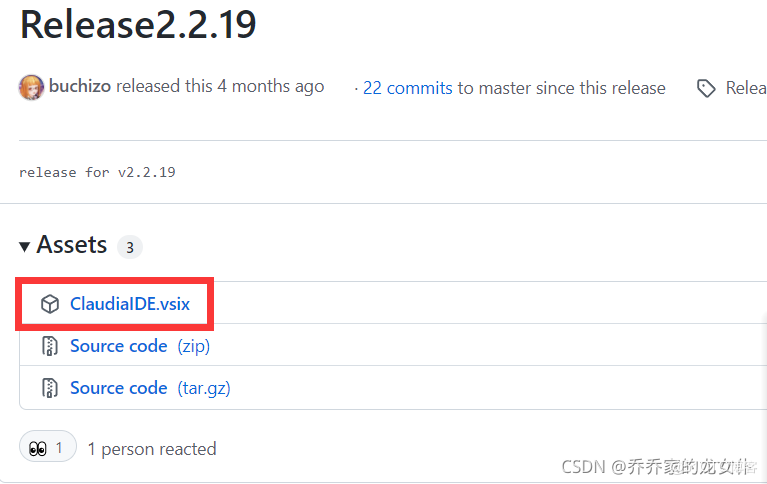 Release2.2.19
buchizo released this 4 months ago · 22 commits to master since this release Relea
release for v2.2.19
Assets 3
ClaudiaIDE.vsix
Source code (zip)
Source code (tar.gz)
1 1 person reacted
CSDN @乔乔家的龙女仆